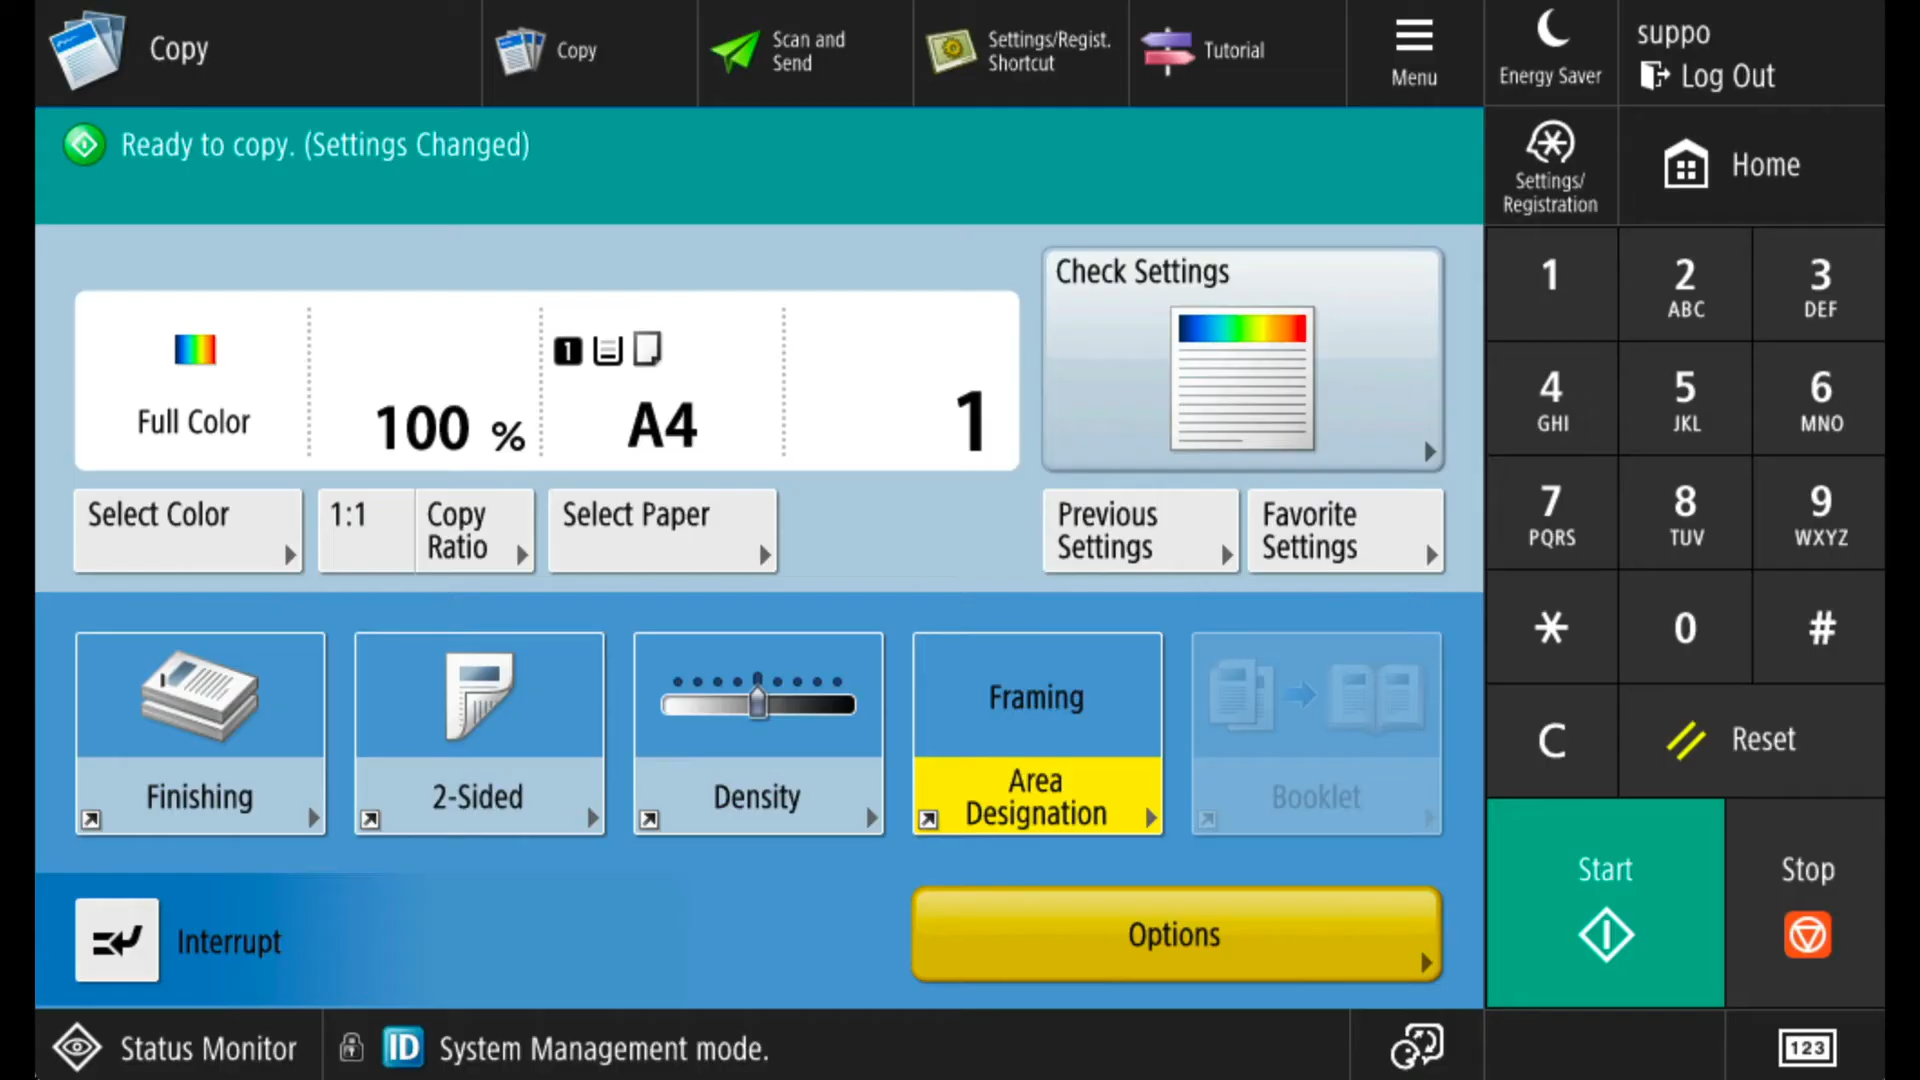 Copy
Copy
Scan and
Send
Settings/Regist.
Shortcut
Tutorial
Menu
Energy Saver
suppo
Log Out
Ready to copy. (Settings Changed)
Settings/
Registration
Home
Full Color
100 %
1
A4
1
Check Settings
Select Color
1:1
Copy
Ratio
Select Paper
Previous
Settings
Favorite
Settings
1
2
ABC
3
DEF
4
GHI
5
JKL
6
MNO
7
PQRS
8
TUV
9
WXYZ
*
0
#
C
Reset
Finishing
2-Sided
Density
Framing
Area
Designation
Booklet
Interrupt
Options
Start
Stop
Status Monitor
ID
System Management mode.
123